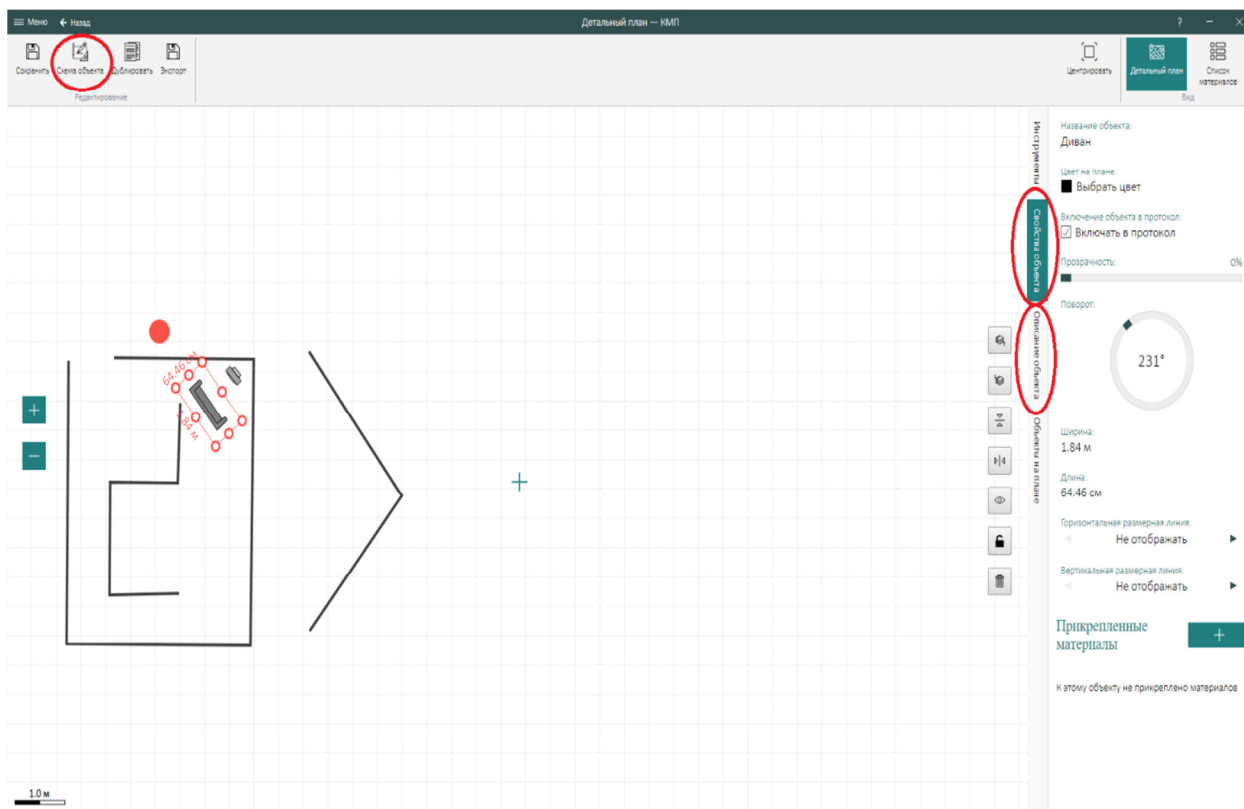 Меню Назад Детальный план — КМП ?
Сохранить Схема объекта Дублировать Экспорт
Редактирование
Центрировать Детальный план Список материалов
Вид
Инструменты
Свойства объекта
Описание объекта
Объекты на плане
Название объекта:
Диван
Цвет на плане:
Выбрать цвет
Включение объекта в протокол:
Включать в протокол
Прозрачность: 0%
Поворот:
231°
Ширина:
1.84 м
Длина:
64.46 см
Горизонтальная размерная линия:
Не отображать
Вертикальная размерная линия:
Не отображать
Прикрепленные
материалы
К этому объекту не прикреплено материалов
64.46 см
1.84 м
1.0 м